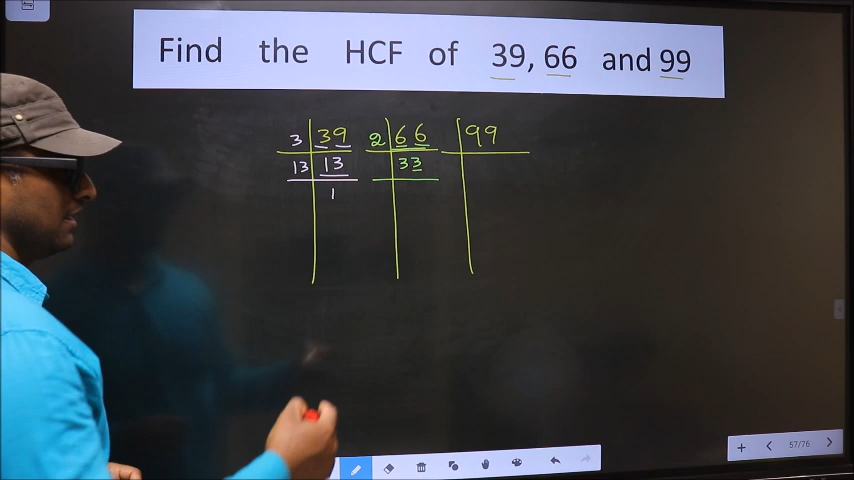 Find the HCF of 39, 66 and 99
3 39 2 66 99
13 13 33
1
57/76